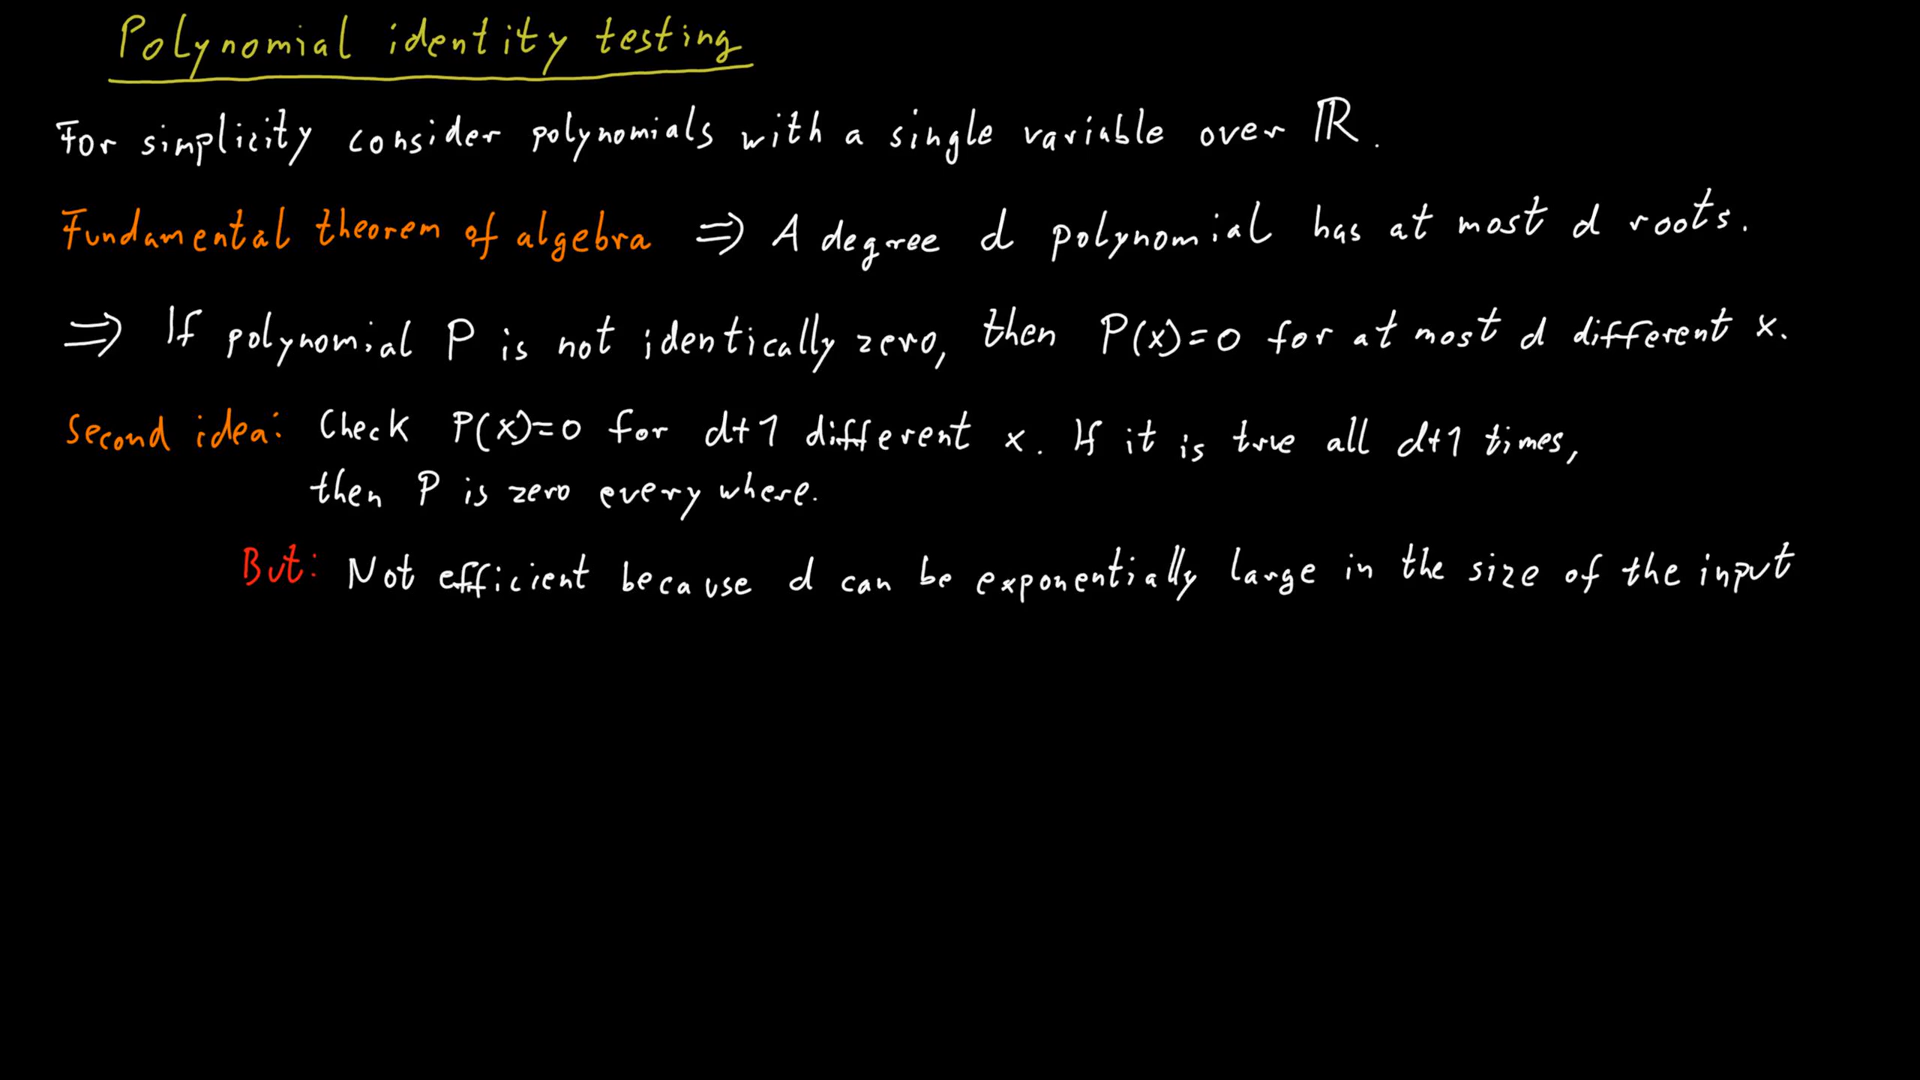 Polynomial identity testing
For simplicity consider polynomials with a single variable over ℝ.
Fundamental theorem of algebra ⇒ A degree d polynomial has at most d roots.
⇒ If polynomial P is not identically zero, then P(x)=0 for at most d different x.
Second idea: Check P(x)=0 for d+1 different x. If it is true all d+1 times,
then P is zero everywhere.
But: Not efficient because d can be exponentially large in the size of the input